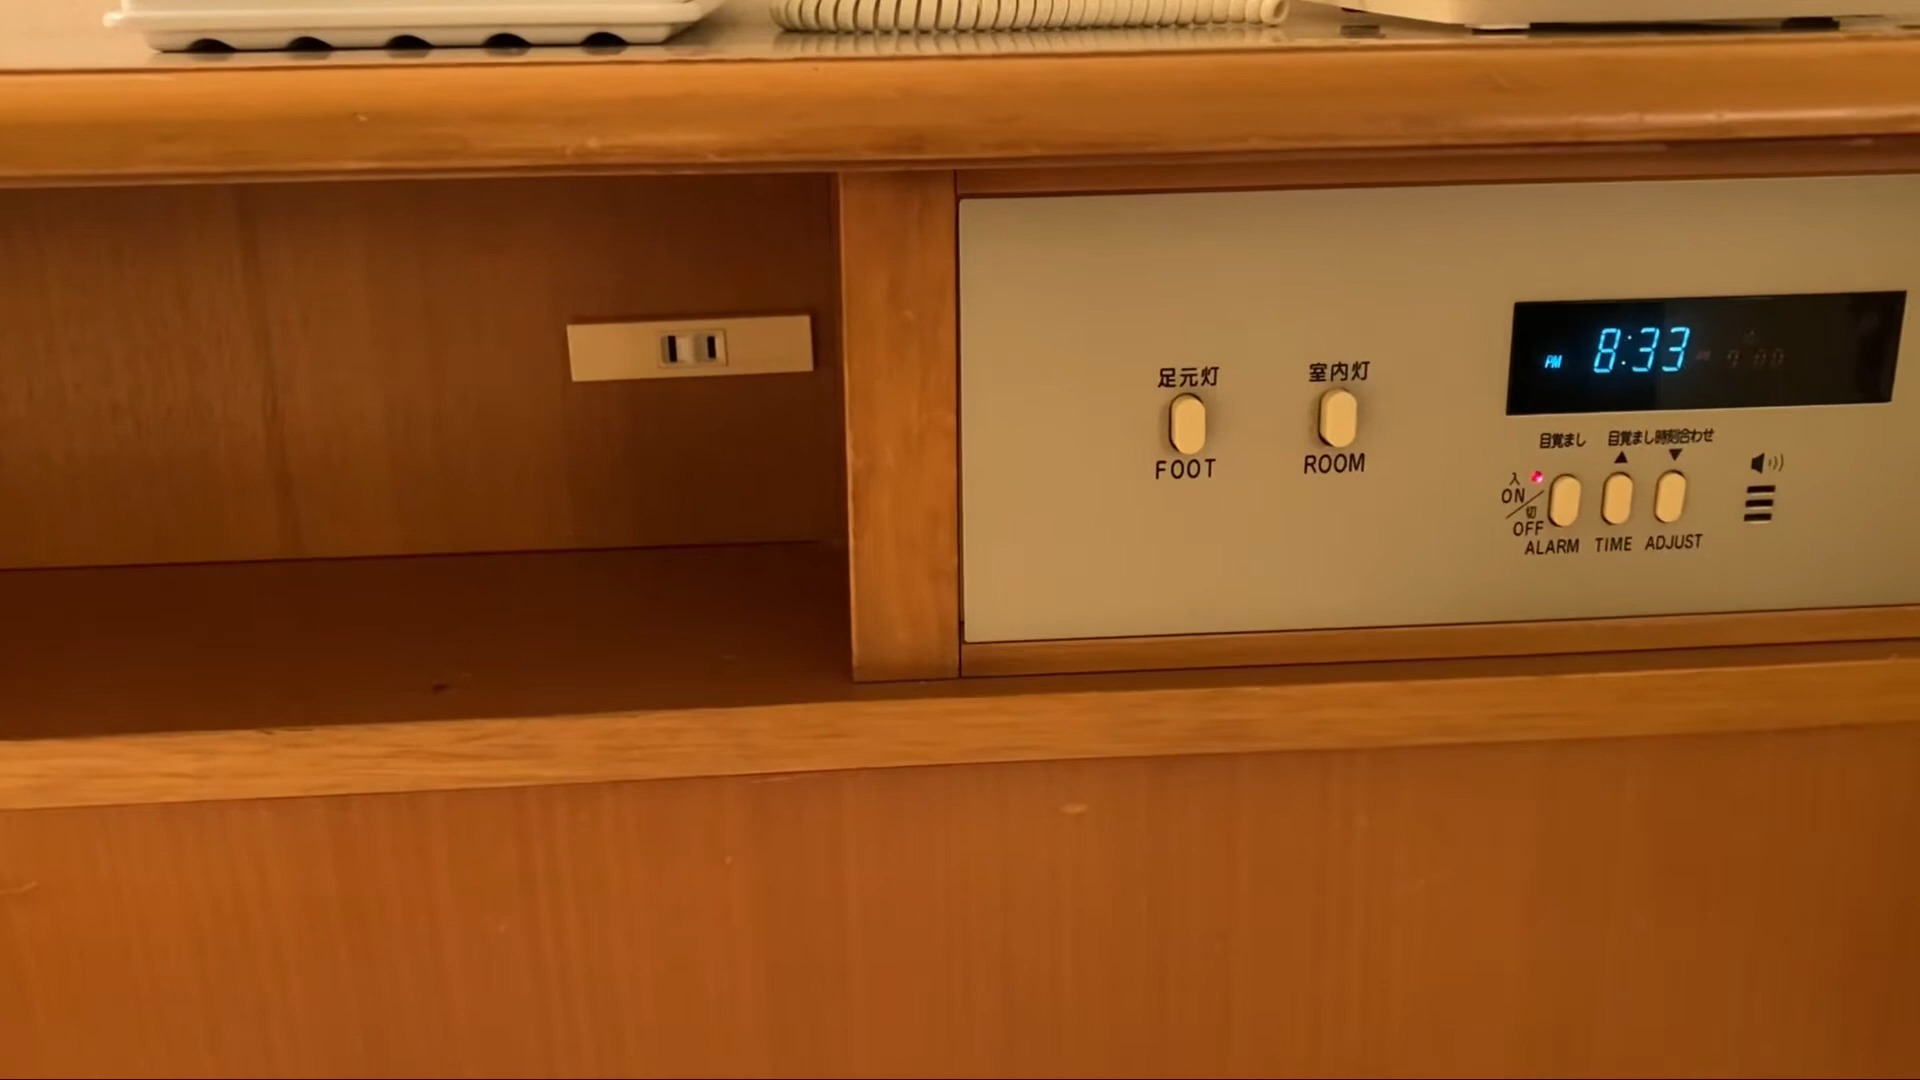 足元灯
FOOT
室内灯
ROOM
PM 8:33
目覚まし 目覚まし時刻合わせ
▲ ▼
入
ON
切
OFF
ALARM TIME ADJUST